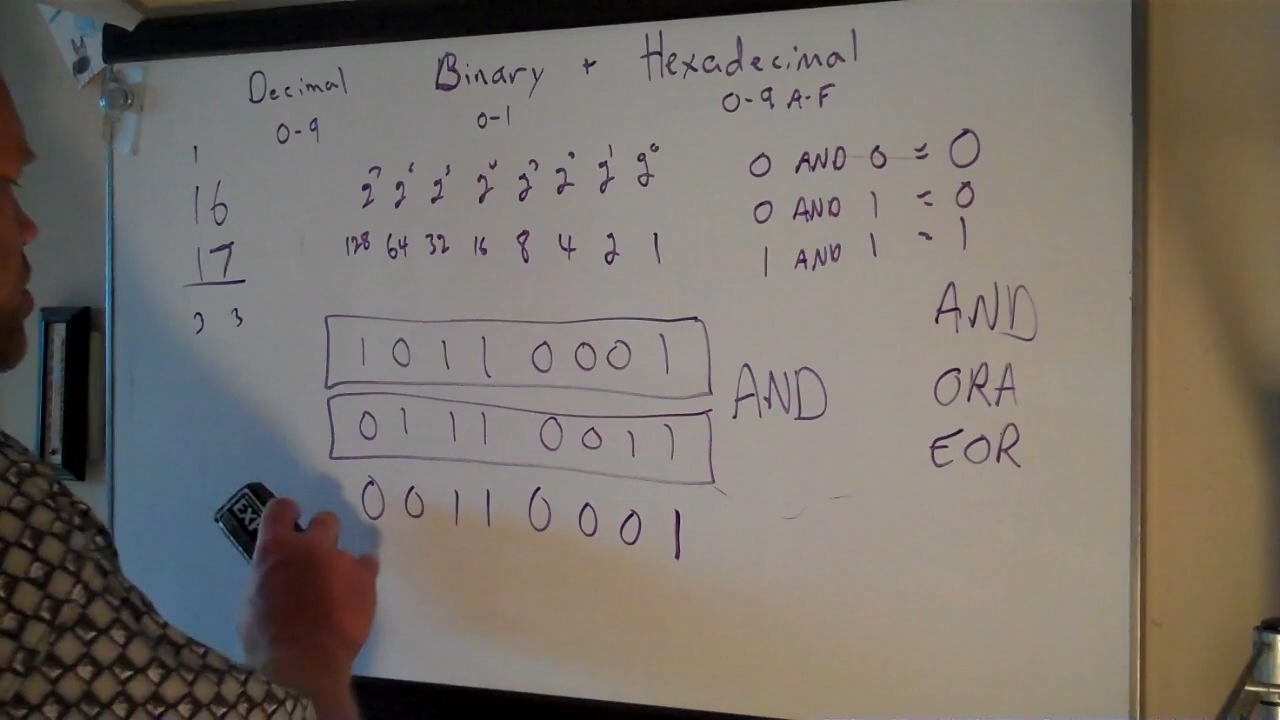 Decimal Binary + Hexadecimal
0-9 0-1 0-9 A-F
1
16
17
3 3
2⁷ 2⁶ 2⁵ 2⁴ 2³ 2² 2¹ 2⁰
128 64 32 16 8 4 2 1
0 AND 0 = 0
0 AND 1 = 0
1 AND 1 = 1
1 0 1 1 0 0 0 1
0 1 1 1 0 0 1 1
AND
0 0 1 1 0 0 0 1
AND
ORA
EOR